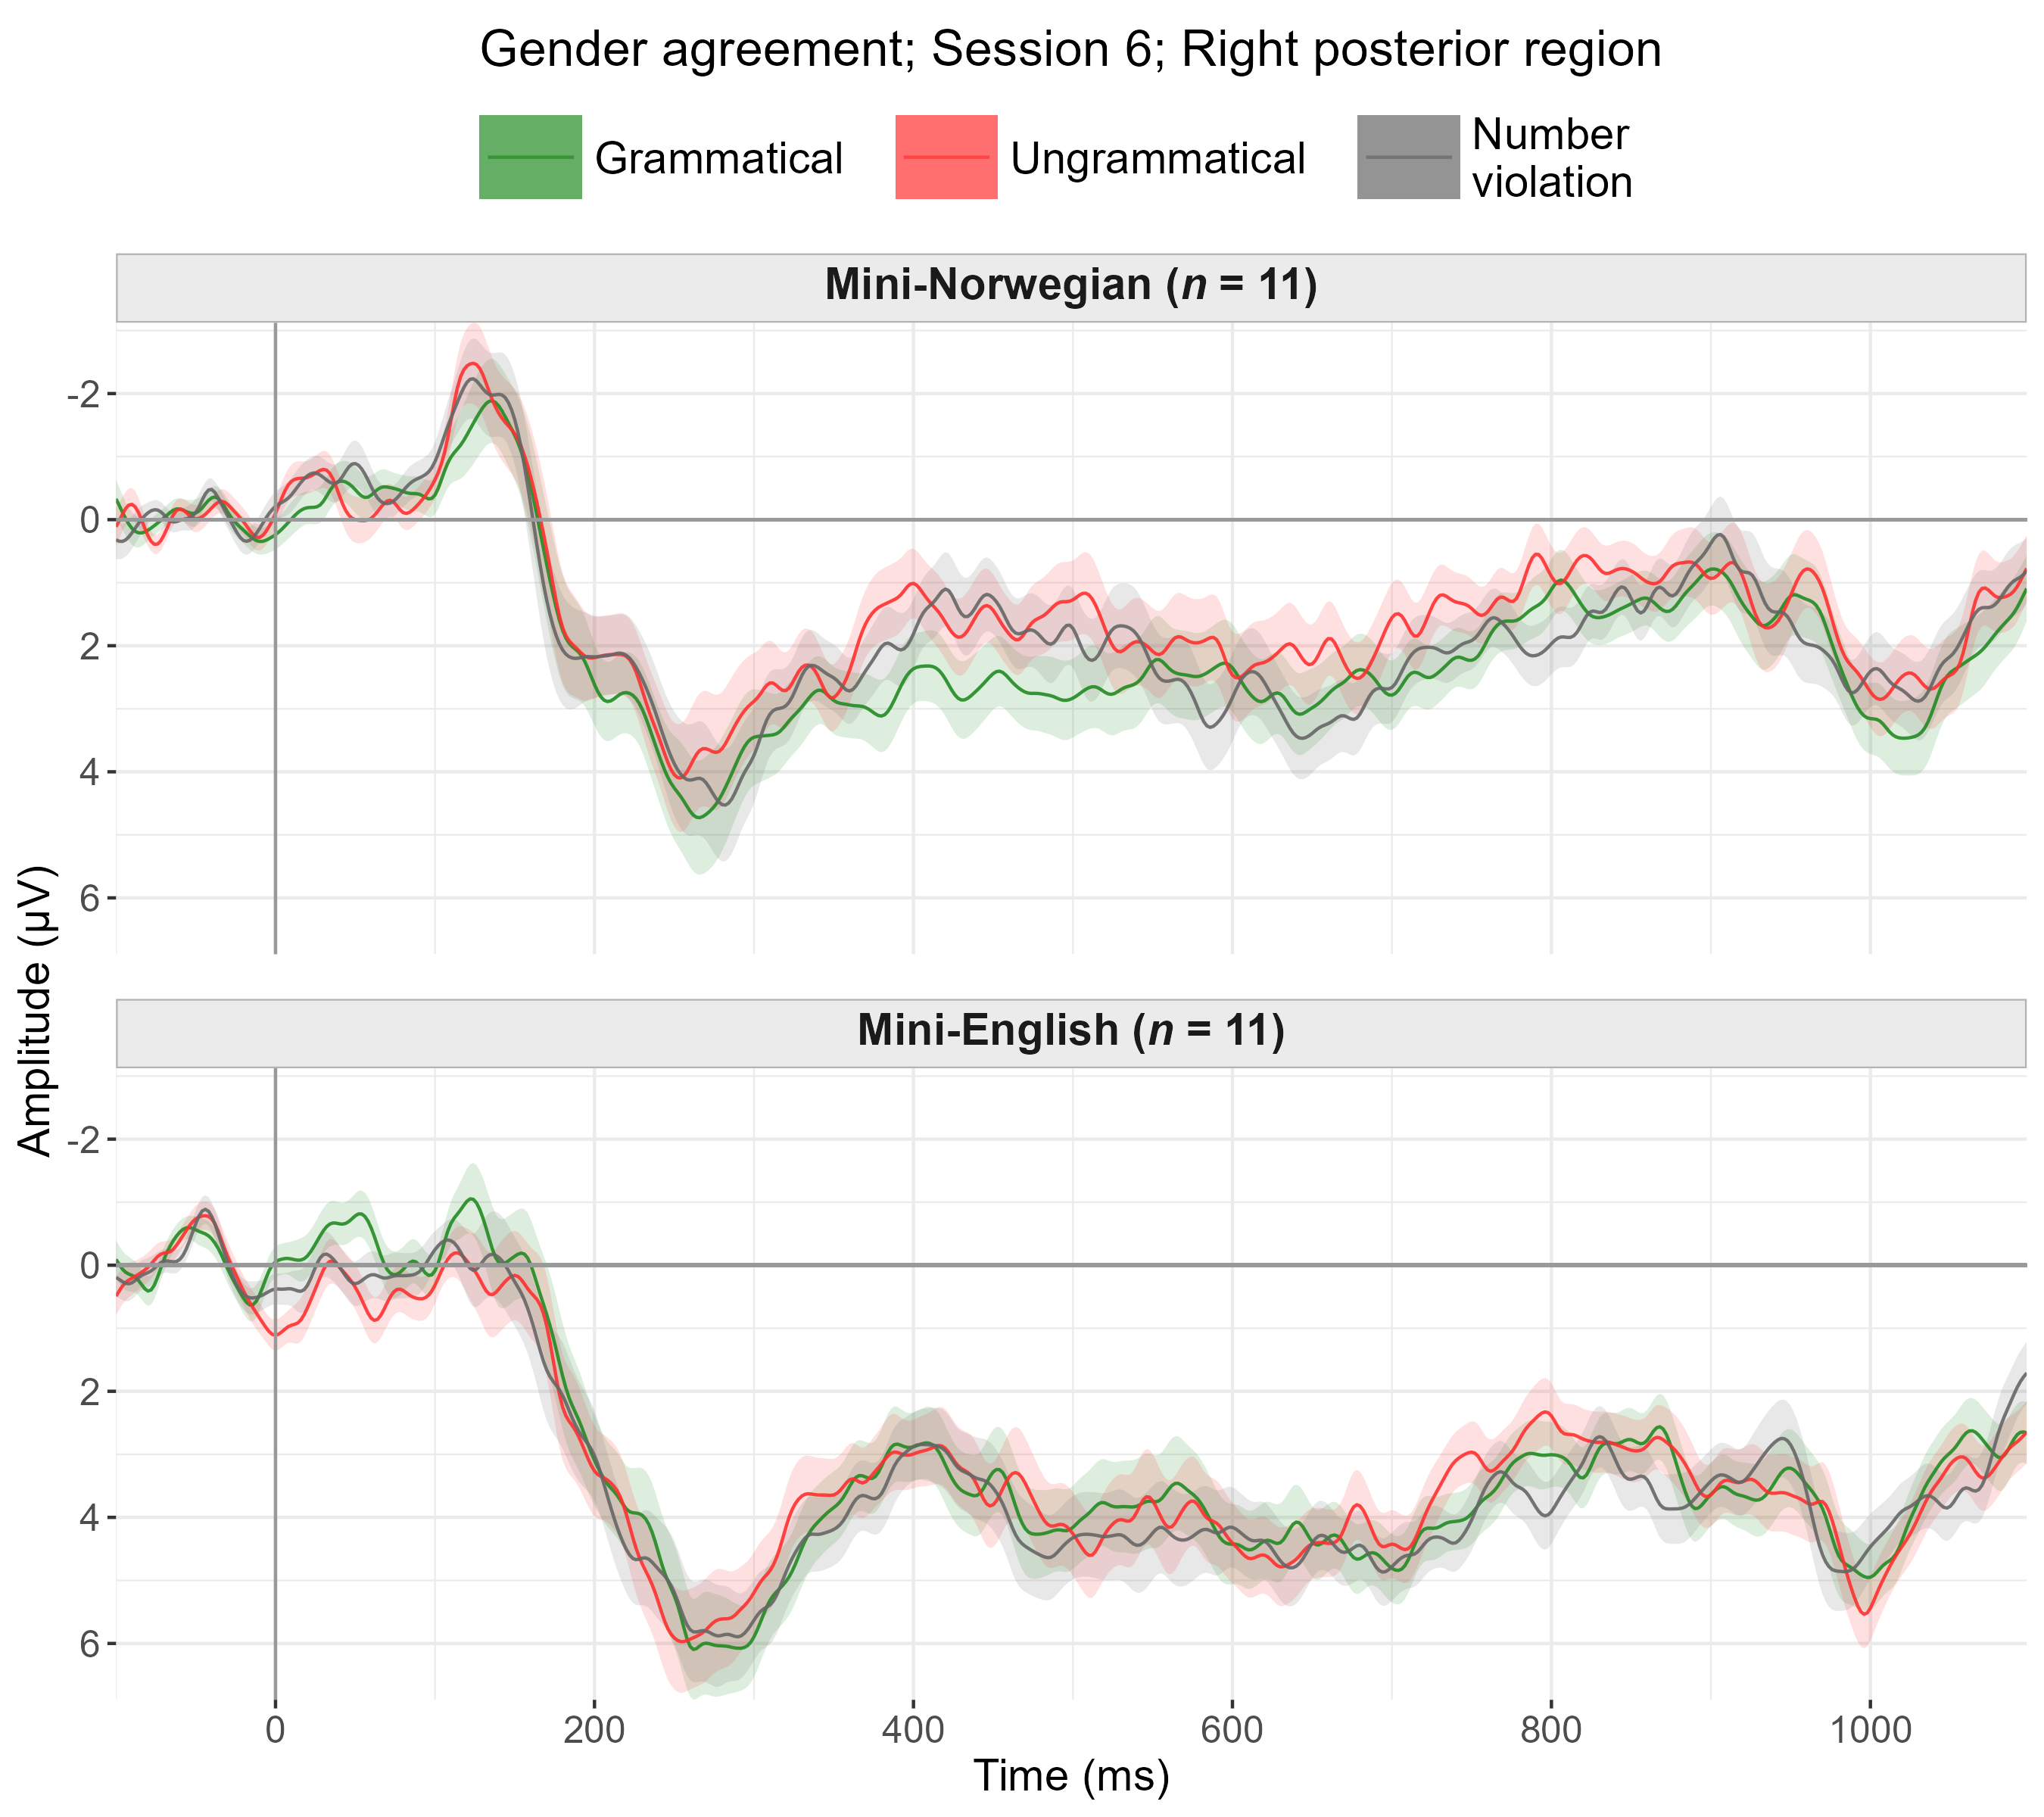 Gender agreement; Session 6; Right posterior region
Grammatical
Ungrammatical
Number
violation
Mini-Norwegian (n = 11)
-2
0
2
4
6
Mini-English (n = 11)
-2
0
2
4
6
Amplitude (µV)
0
200
400
600
800
1000
Time (ms)